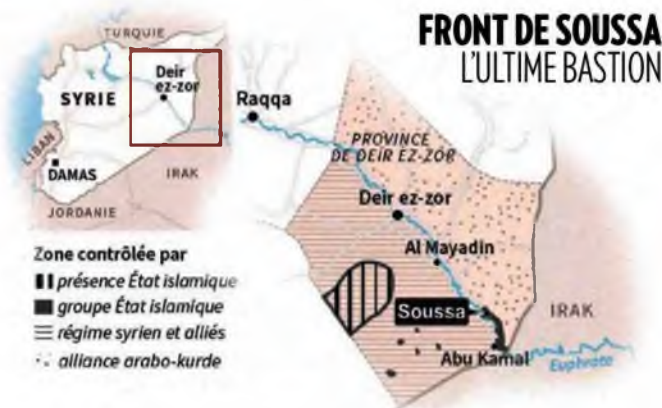 FRONT DE SOUSSA
L'ULTIME BASTION
TURQUIE
Deir
ez-zor
SYRIE
LIBAN
DAMAS
IRAK
JORDANIE
Zone contrôlée par
présence État islamique
groupe État islamique
régime syrien et alliés
alliance arabo-kurde
Raqqa
PROVINCE
DE DEIR EZ-ZOR
Deir ez-zor
Al Mayadin
Soussa
IRAK
Abu Kamal
Euphrate